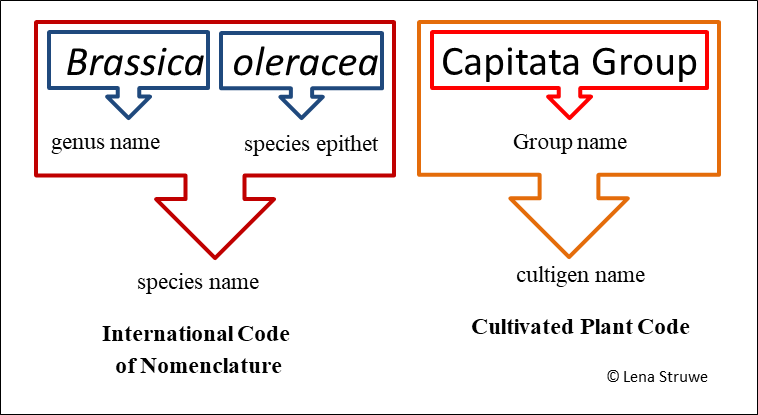 Brassica oleracea Capitata Group
genus name species epithet Group name
species name cultigen name
International Code
of Nomenclature
Cultivated Plant Code
© Lena Struwe